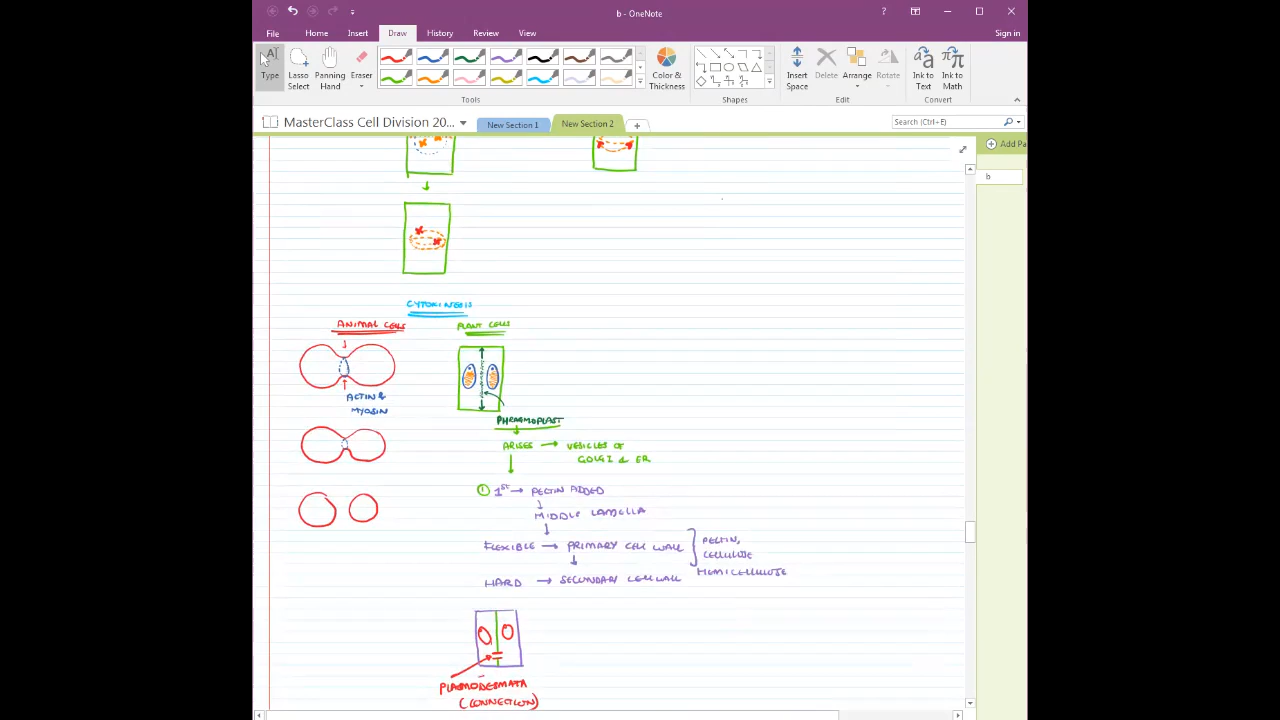 b - OneNote
?
Sign in
File
Home
Insert
Draw
History
Review
View
Type
Lasso Select
Panning Hand
Eraser
Color & Thickness
Insert Space
Delete
Arrange
Rotate
Ink to Text
Ink to Math
Tools
Shapes
Edit
Convert
MasterClass Cell Division 20...
New Section 1
New Section 2
Search (Ctrl+E)
Add Pa
b
CYTOKINESIS
ANIMAL CELLS
PLANT CELLS
ACTIN &
MYOSIN
PHRAGMOPLAST
ARISES → VESICLES OF
GOLGI & ER
① 1ST → PECTIN ADDED
MIDDLE LAMELLA
FLEXIBLE → PRIMARY CELL WALL
HARD → SECUNDARY CELL WALL
PECTIN,
CELLULOSE
HEMICELLULOSE
PLASMODESMATA
(CONNECTION)